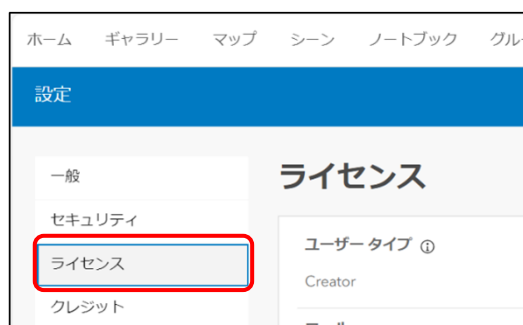 ホーム ギャラリー マップ シーン ノートブック
設定
一般
セキュリティ
ライセンス
クレジット
ライセンス
ユーザー タイプ
Creator